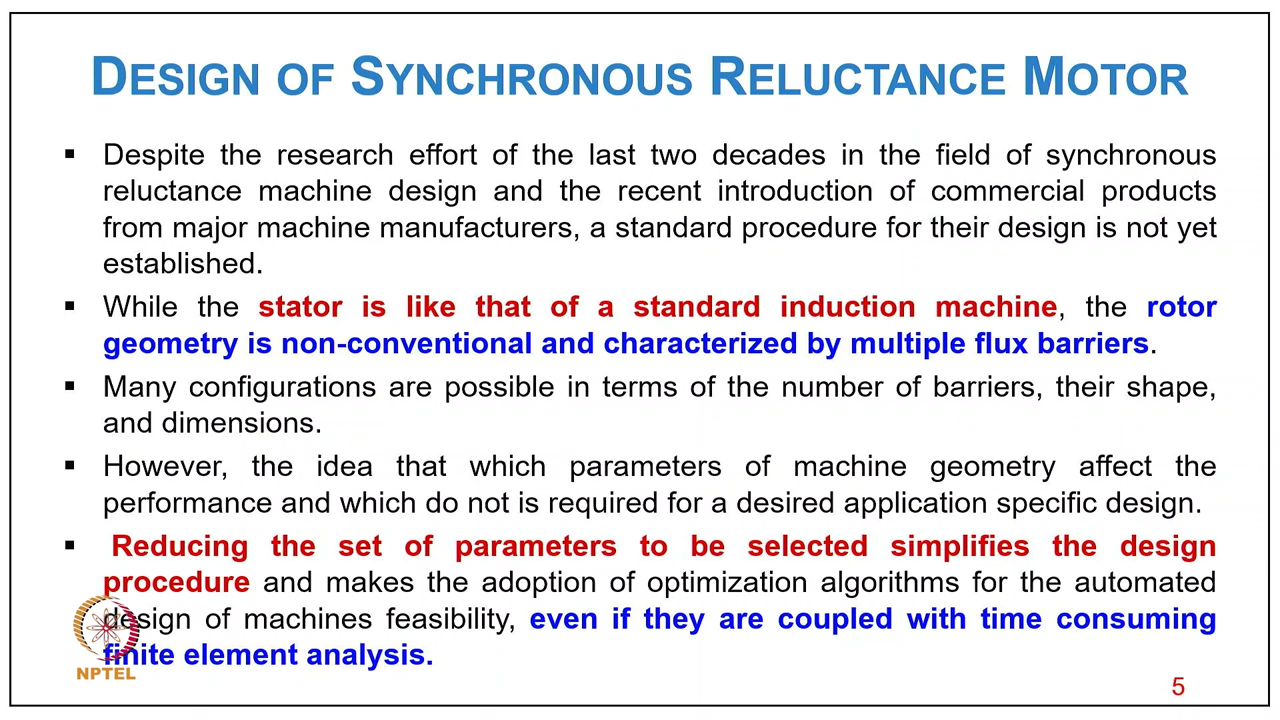 DESIGN OF SYNCHRONOUS RELUCTANCE MOTOR
▪ Despite the research effort of the last two decades in the field of synchronous
reluctance machine design and the recent introduction of commercial products
from major machine manufacturers, a standard procedure for their design is not yet
established.
▪ While the stator is like that of a standard induction machine, the rotor
geometry is non-conventional and characterized by multiple flux barriers.
▪ Many configurations are possible in terms of the number of barriers, their shape,
and dimensions.
▪ However, the idea that which parameters of machine geometry affect the
performance and which do not is required for a desired application specific design.
▪ Reducing the set of parameters to be selected simplifies the design
procedure and makes the adoption of optimization algorithms for the automated
design of machines feasibility, even if they are coupled with time consuming
finite element analysis.
NPTEL
5